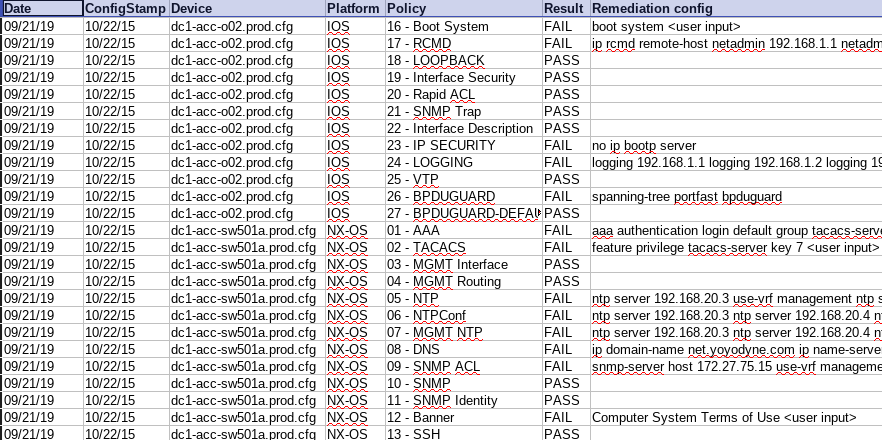 Date ConfigStamp Device Platform Policy Result Remediation config
09/21/19 10/22/15 dc1-acc-o02.prod.cfg IOS 16 - Boot System FAIL boot system <user input>
09/21/19 10/22/15 dc1-acc-o02.prod.cfg IOS 17 - RCMD FAIL ip rcmd remote-host netadmin 192.168.1.1 netadm
09/21/19 10/22/15 dc1-acc-o02.prod.cfg IOS 18 - LOOPBACK PASS
09/21/19 10/22/15 dc1-acc-o02.prod.cfg IOS 19 - Interface Security PASS
09/21/19 10/22/15 dc1-acc-o02.prod.cfg IOS 20 - Rapid ACL PASS
09/21/19 10/22/15 dc1-acc-o02.prod.cfg IOS 21 - SNMP Trap PASS
09/21/19 10/22/15 dc1-acc-o02.prod.cfg IOS 22 - Interface Description PASS
09/21/19 10/22/15 dc1-acc-o02.prod.cfg IOS 23 - IP SECURITY FAIL no ip bootp server
09/21/19 10/22/15 dc1-acc-o02.prod.cfg IOS 24 - LOGGING FAIL logging 192.168.1.1 logging 192.168.1.2 logging 19
09/21/19 10/22/15 dc1-acc-o02.prod.cfg IOS 25 - VTP PASS
09/21/19 10/22/15 dc1-acc-o02.prod.cfg IOS 26 - BPDUGUARD FAIL spanning-tree portfast bpduguard
09/21/19 10/22/15 dc1-acc-o02.prod.cfg IOS 27 - BPDUGUARD-DEFAU PASS
09/21/19 10/22/15 dc1-acc-sw501a.prod.cfg NX-OS 01 - AAA FAIL aaa authentication login default group tacacs-serve
09/21/19 10/22/15 dc1-acc-sw501a.prod.cfg NX-OS 02 - TACACS FAIL feature privilege tacacs-server key 7 <user input>
09/21/19 10/22/15 dc1-acc-sw501a.prod.cfg NX-OS 03 - MGMT Interface PASS
09/21/19 10/22/15 dc1-acc-sw501a.prod.cfg NX-OS 04 - MGMT Routing PASS
09/21/19 10/22/15 dc1-acc-sw501a.prod.cfg NX-OS 05 - NTP FAIL ntp server 192.168.20.3 use-vrf management ntp s
09/21/19 10/22/15 dc1-acc-sw501a.prod.cfg NX-OS 06 - NTPConf FAIL ntp server 192.168.20.3 ntp server 192.168.20.4 n
09/21/19 10/22/15 dc1-acc-sw501a.prod.cfg NX-OS 07 - MGMT NTP FAIL ntp server 192.168.20.3 ntp server 192.168.20.4 n
09/21/19 10/22/15 dc1-acc-sw501a.prod.cfg NX-OS 08 - DNS FAIL ip domain-name net.yoyodyne.com ip name-serve
09/21/19 10/22/15 dc1-acc-sw501a.prod.cfg NX-OS 09 - SNMP ACL FAIL snmp-server host 172.27.75.15 use-vrf manageme
09/21/19 10/22/15 dc1-acc-sw501a.prod.cfg NX-OS 10 - SNMP PASS
09/21/19 10/22/15 dc1-acc-sw501a.prod.cfg NX-OS 11 - SNMP Identity PASS
09/21/19 10/22/15 dc1-acc-sw501a.prod.cfg NX-OS 12 - Banner FAIL Computer System Terms of Use <user input>
09/21/19 10/22/15 dc1-acc-sw501a.prod.cfg NX-OS 13 - SSH PASS